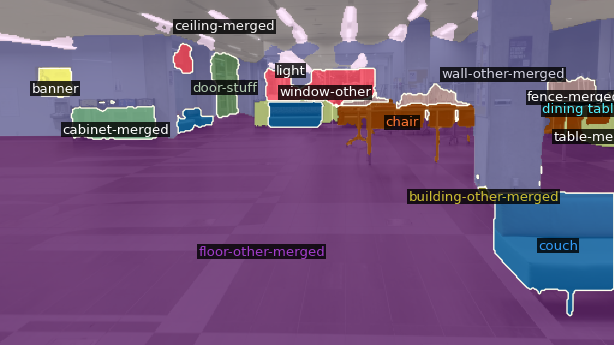 ceiling-merged
light
wall-other-merged
banner
door-stuff
window-other
fence-merged
dining tabl
cabinet-merged
chair
table-me
building-other-merged
couch
floor-other-merged